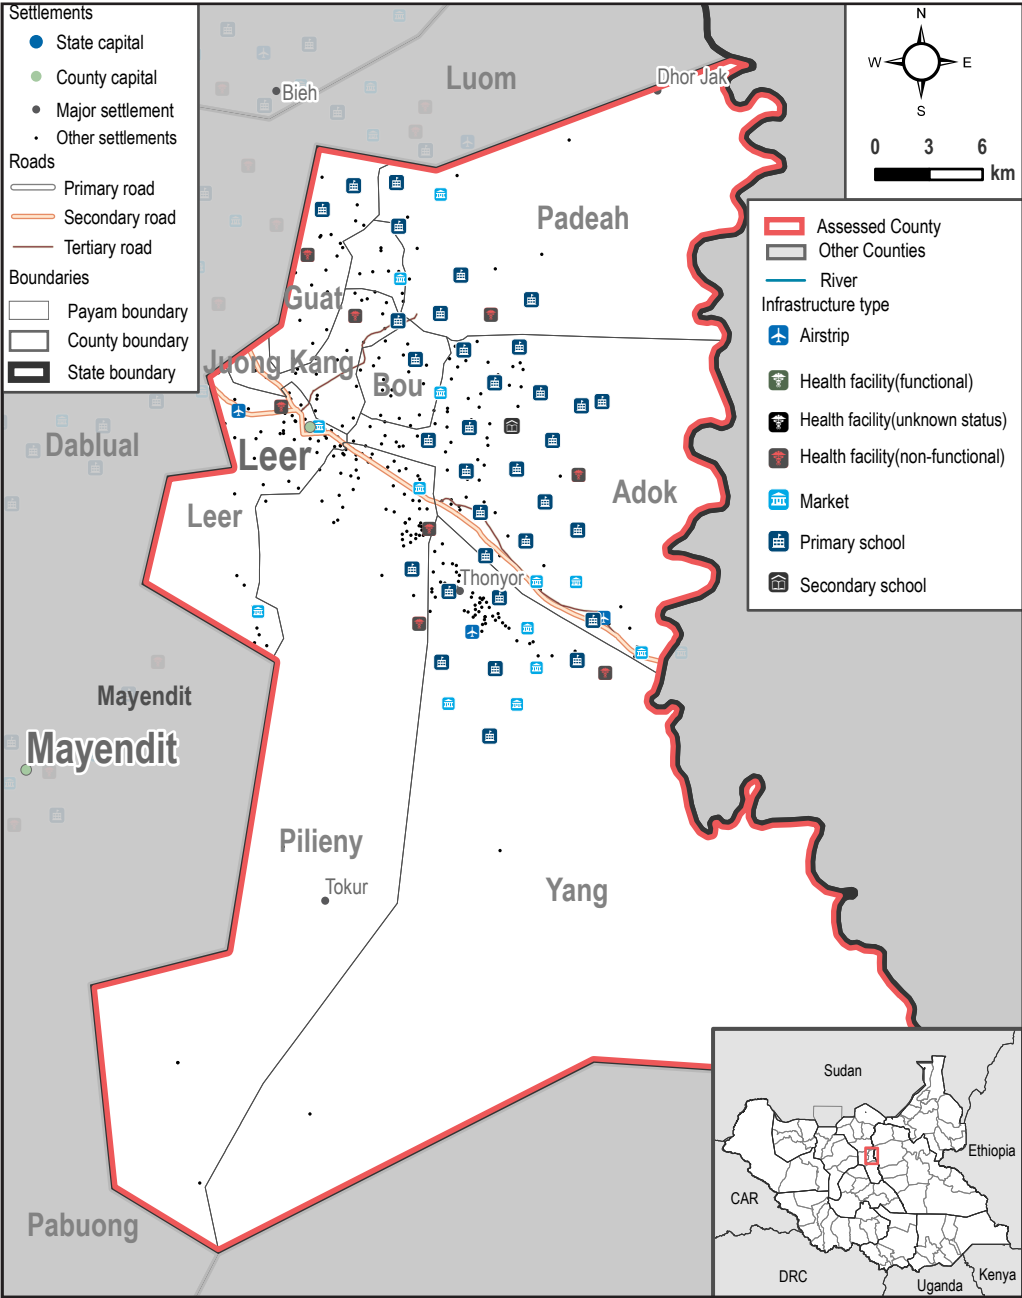 Settlements
State capital
County capital
Major settlement
Other settlements
Roads
Primary road
Secondary road
Tertiary road
Boundaries
Payam boundary
County boundary
State boundary
N
W
E
S
0 3 6
km
Assessed County
Other Counties
River
Infrastructure type
Airstrip
Health facility(functional)
Health facility(unknown status)
Health facility(non-functional)
Market
Primary school
Secondary school
Luom
Bieh
Dhor Jak
Padeah
Guat
Juong Kang
Bou
Dablual
Leer
Leer
Adok
Thonyor
Mayendit
Mayendit
Pilieny
Tokur
Yang
Pabuong
Sudan
Ethiopia
CAR
DRC
Uganda
Kenya